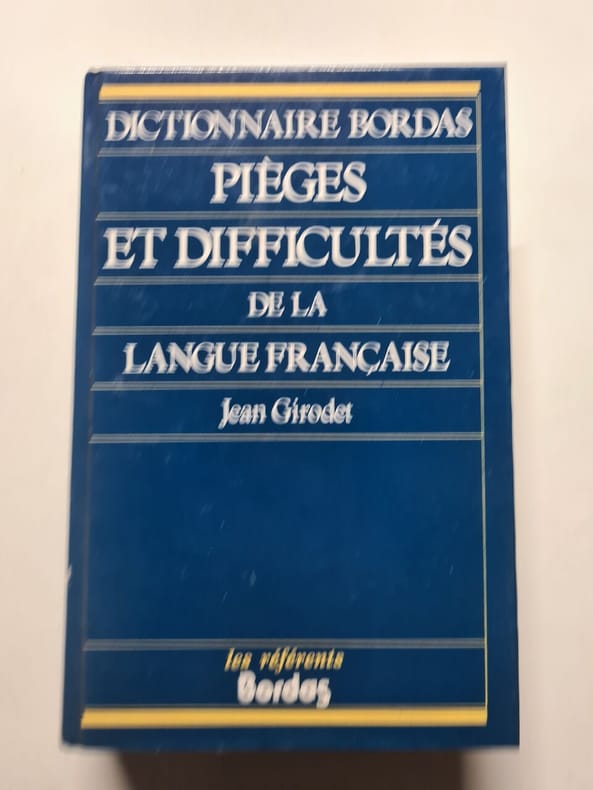 DICTIONNAIRE BORDAS
PIÈGES
ET DIFFICULTÉS
DE LA
LANGUE FRANÇAISE
Jean Girodet
les référents
Bordas